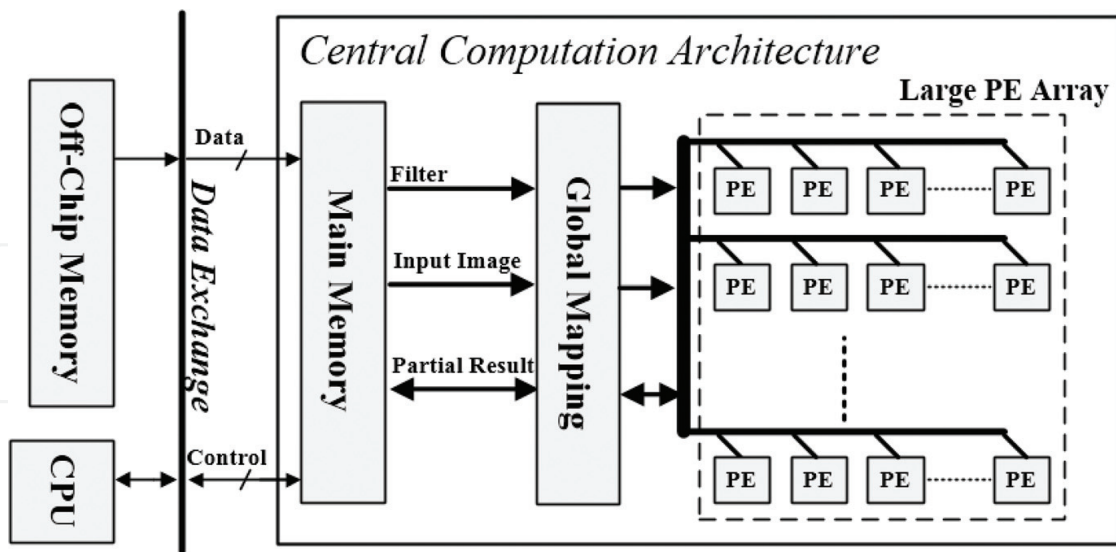 Central Computation Architecture
Large PE Array
Off-Chip Memory
CPU
Data Exchange
Data
Control
Main Memory
Filter
Input Image
Partial Result
Global Mapping
PE PE PE PE
PE PE PE PE
PE PE PE PE